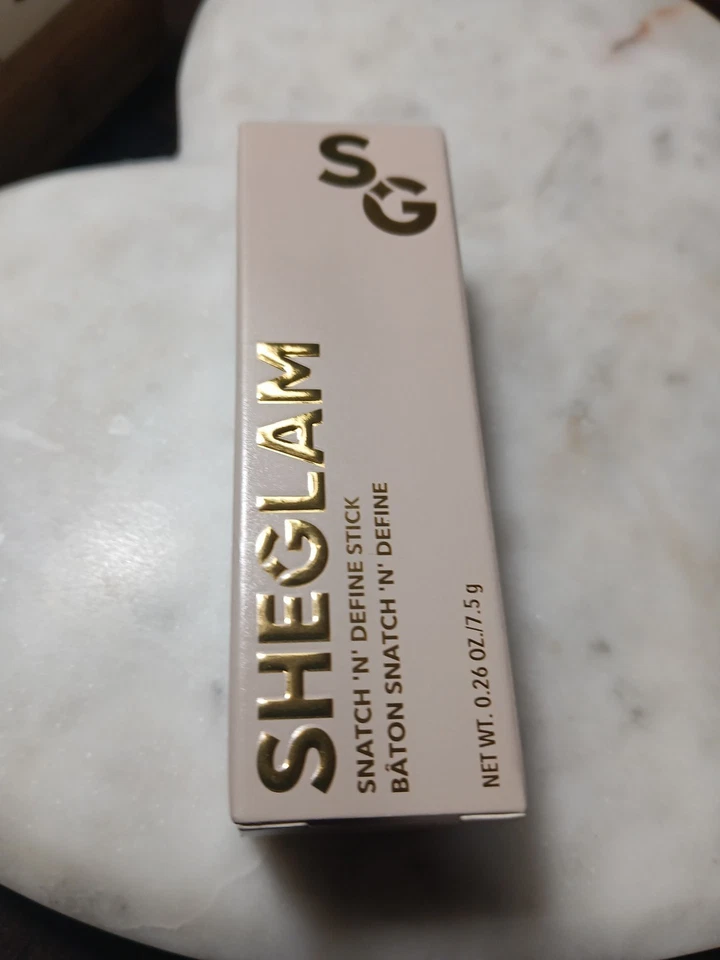 SG
SHEGLAM
SNATCH 'N' DEFINE STICK
BÂTON SNATCH 'N' DEFINE
NET WT. 0.26 OZ./7.5 g